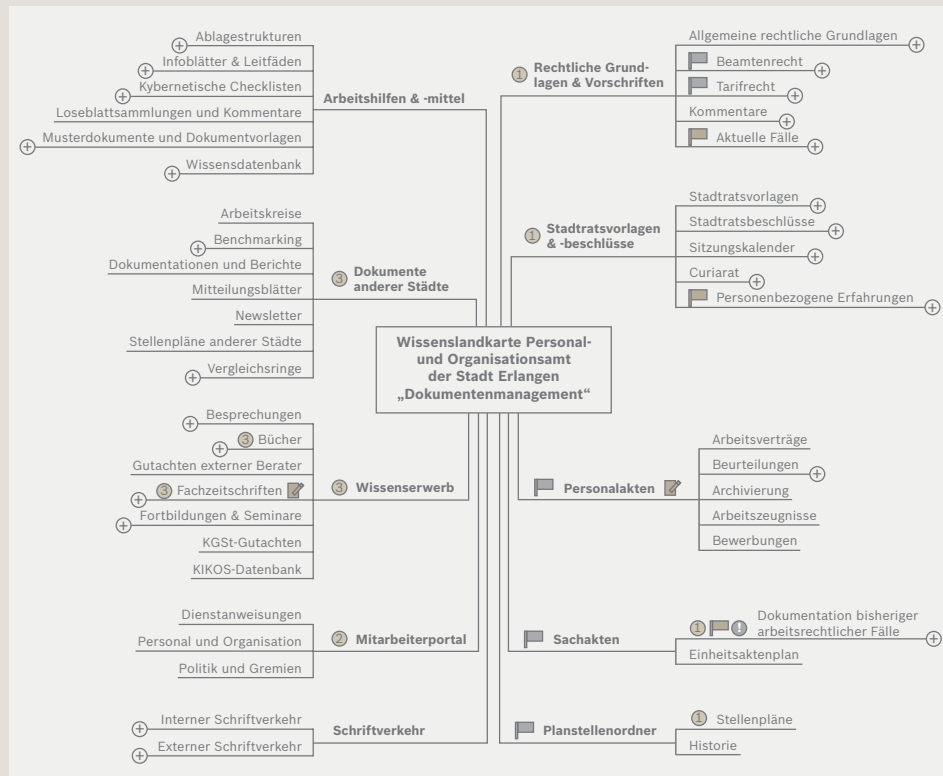 Ablagestrukturen
Infoblätter & Leitfäden
Kybernetische Checklisten
Loseblattsammlungen und Kommentare
Musterdokumente und Dokumentvorlagen
Wissensdatenbank
Arbeitshilfen & -mittel
Arbeitskreise
Benchmarking
Dokumentationen und Berichte
Mitteilungsblätter
Newsletter
Stellenpläne anderer Städte
Vergleichsringe
3 Dokumente
anderer Städte
Besprechungen
3 Bücher
Gutachten externer Berater
3 Fachzeitschriften
Fortbildungen & Seminare
KGSt-Gutachten
KIKOS-Datenbank
3 Wissenserwerb
Dienstanweisungen
Personal und Organisation
Politik und Gremien
2 Mitarbeiterportal
Interner Schriftverkehr
Externer Schriftverkehr
Schriftverkehr
Wissenslandkarte Personal-
und Organisationsamt
der Stadt Erlangen
„Dokumentenmanagement“
1 Rechtliche Grund-
lagen & Vorschriften
Allgemeine rechtliche Grundlagen
Beamtenrecht
Tarifrecht
Kommentare
Aktuelle Fälle
1 Stadtratsvorlagen
& -beschlüsse
Stadtratsvorlagen
Stadtratsbeschlüsse
Sitzungskalender
Curiarat
Personenbezogene Erfahrungen
Personalakten
Arbeitsverträge
Beurteilungen
Archivierung
Arbeitszeugnisse
Bewerbungen
Sachakten
1 ! Dokumentation bisheriger
arbeitsrechtlicher Fälle
Einheitsaktenplan
Planstellenordner
1 Stellenpläne
Historie